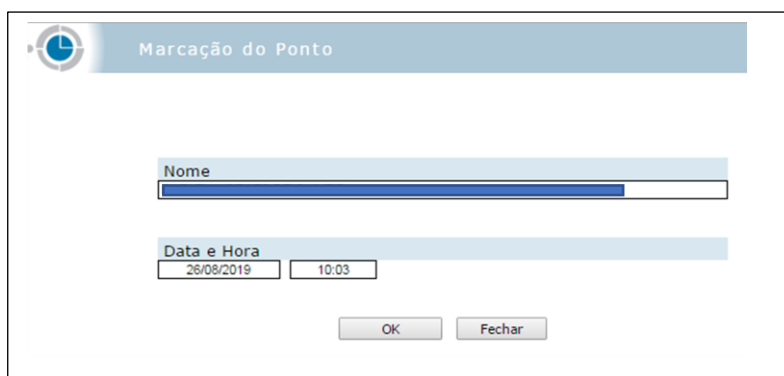 Marcação do Ponto
Nome
Data e Hora
26/08/2019 10:03
OK Fechar